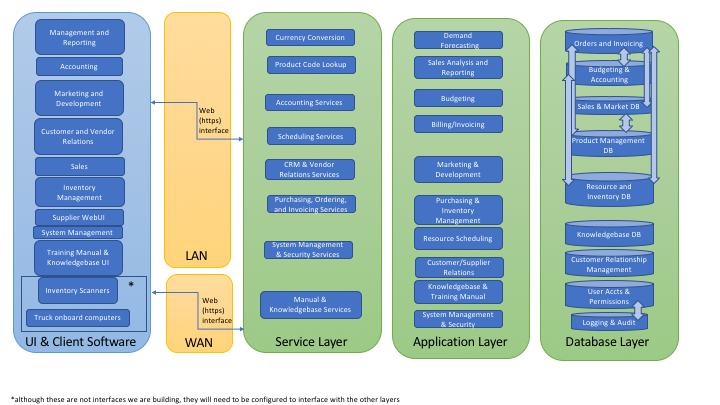 Management and
Reporting
Accounting
Marketing and
Development
Customer and Vendor
Relations
Sales
Inventory
Management
Supplier WebUI
System Management
Training Manual &
Knowledgebase UI
Inventory Scanners
*
Truck onboard computers
UI & Client Software
Web
(https)
interface
LAN
Web
(https)
interface
WAN
Currency Conversion
Product Code Lookup
Accounting Services
Scheduling Services
CRM & Vendor
Relations Services
Purchasing, Ordering,
and Invoicing Services
System Management
& Security Services
Manual &
Knowledgebase Services
Service Layer
Demand
Forecasting
Sales Analysis and
Reporting
Budgeting
Billing/Invoicing
Marketing &
Development
Purchasing &
Inventory
Management
Resource Scheduling
Customer/Supplier
Relations
Knowledgebase &
Training Manual
System Management
& Security
Application Layer
Orders and Invoicing
Budgeting &
Accounting
Sales & Market DB
Product Management
DB
Resource and
Inventory DB
Knowledgebase DB
Customer Relationship
Management
User Accts &
Permissions
Logging & Audit
Database Layer
*although these are not interfaces we are building, they will need to be configured to interface with the other layers